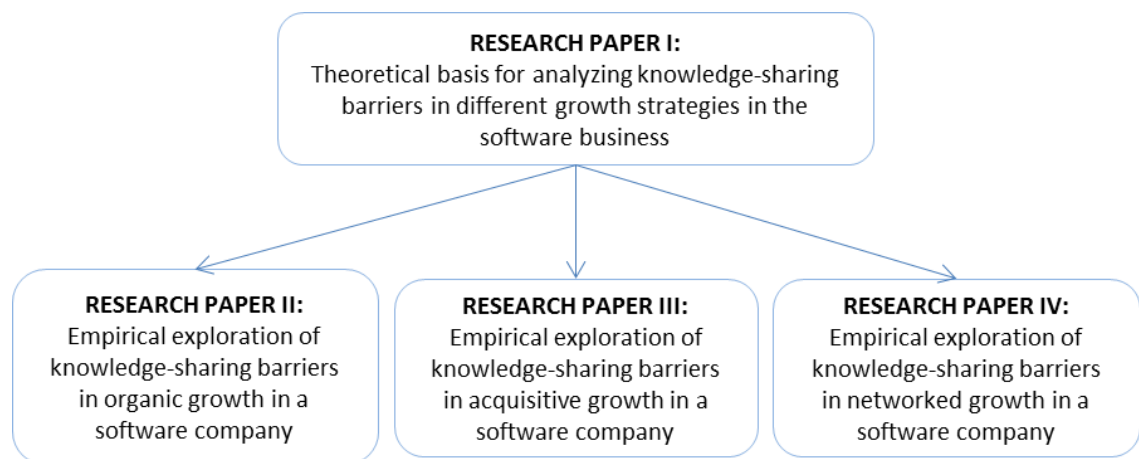 RESEARCH PAPER I:
Theoretical basis for analyzing knowledge-sharing
barriers in different growth strategies in the
software business
RESEARCH PAPER II:
Empirical exploration of
knowledge-sharing barriers
in organic growth in a
software company
RESEARCH PAPER III:
Empirical exploration of
knowledge-sharing barriers
in acquisitive growth in a
software company
RESEARCH PAPER IV:
Empirical exploration of
knowledge-sharing barriers
in networked growth in a
software company